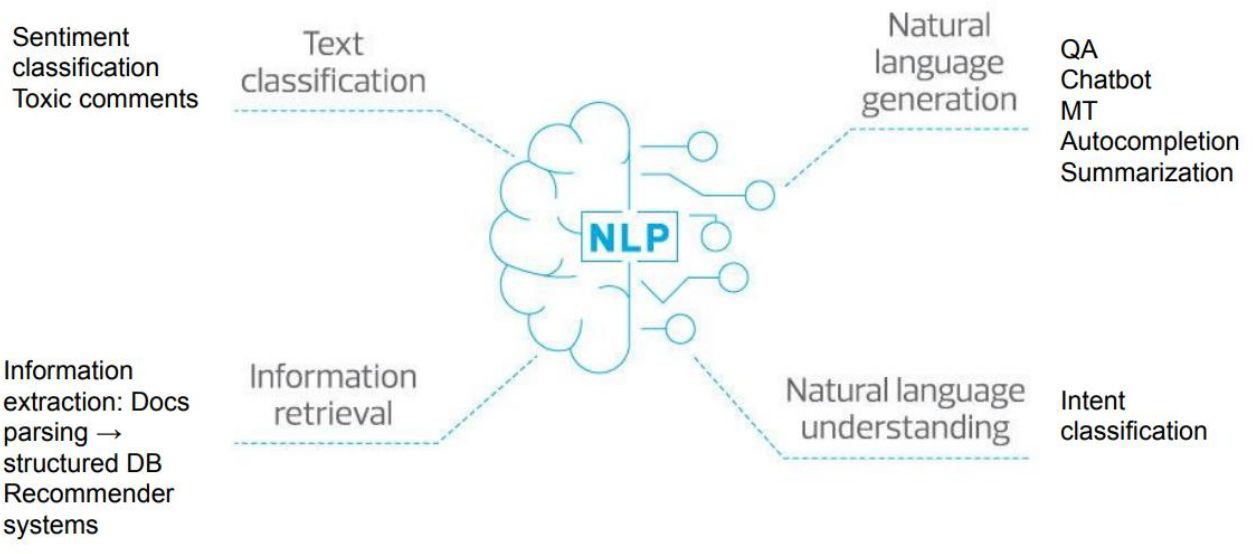 Sentiment
classification
Toxic comments
Text
classification
Natural
language
generation
QA
Chatbot
MT
Autocompletion
Summarization
NLP
Information
extraction: Docs
parsing →
structured DB
Recommender
systems
Information
retrieval
Natural language
understanding
Intent
classification